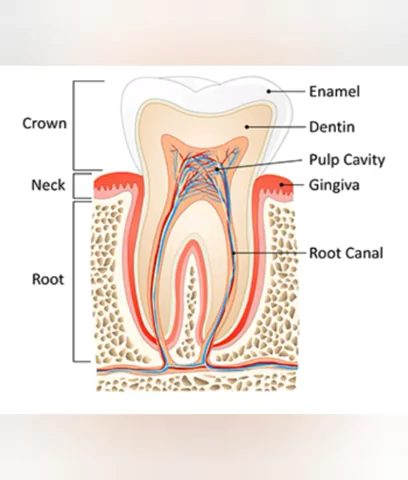 Crown
Neck
Root
Enamel
Dentin
Pulp Cavity
Gingiva
Root Canal